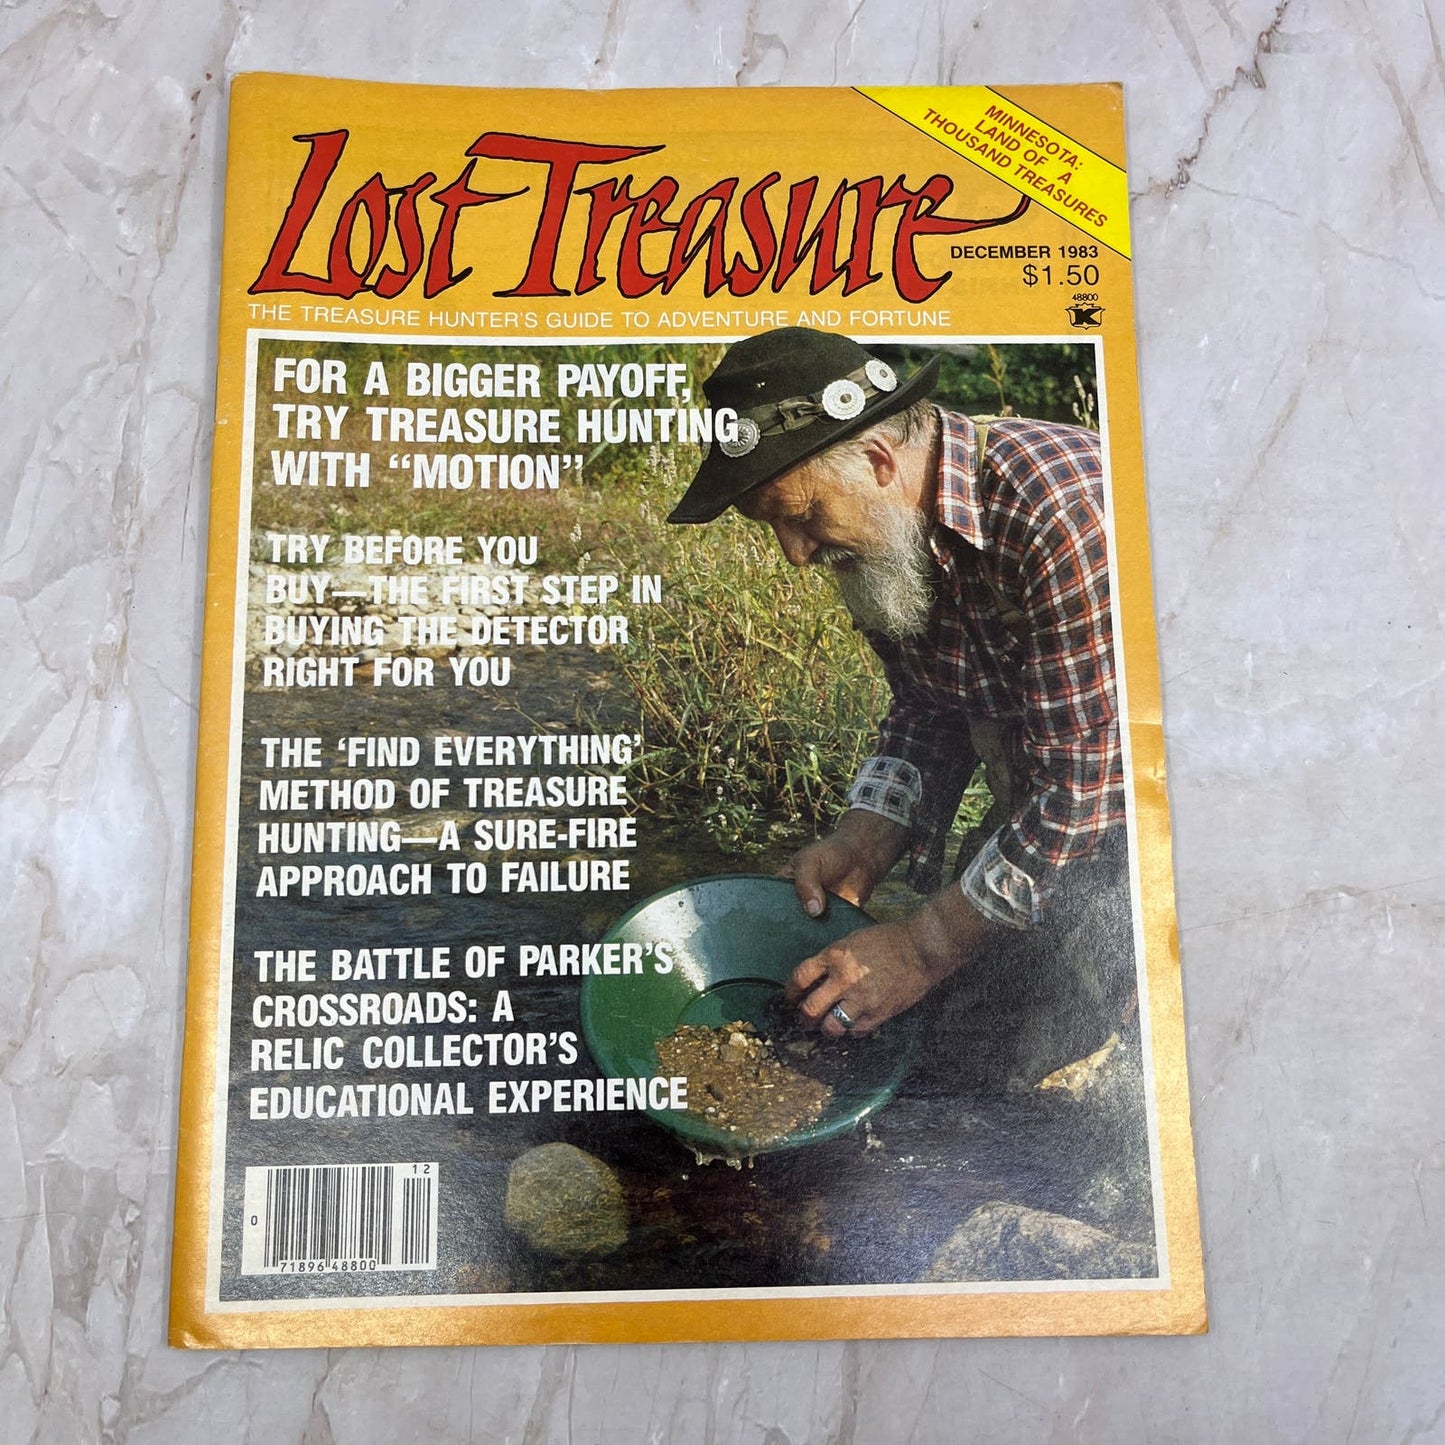 MINNESOTA:
LAND OF A
THOUSAND TREASURES
Lost Treasure
DECEMBER 1983
$1.50
48800
K
THE TREASURE HUNTER'S GUIDE TO ADVENTURE AND FORTUNE
FOR A BIGGER PAYOFF,
TRY TREASURE HUNTING
WITH "MOTION"
TRY BEFORE YOU
BUY—THE FIRST STEP IN
BUYING THE DETECTOR
RIGHT FOR YOU
THE 'FIND EVERYTHING'
METHOD OF TREASURE
HUNTING—A SURE-FIRE
APPROACH TO FAILURE
THE BATTLE OF PARKER'S
CROSSROADS: A
RELIC COLLECTOR'S
EDUCATIONAL EXPERIENCE
12
0
71896 48800